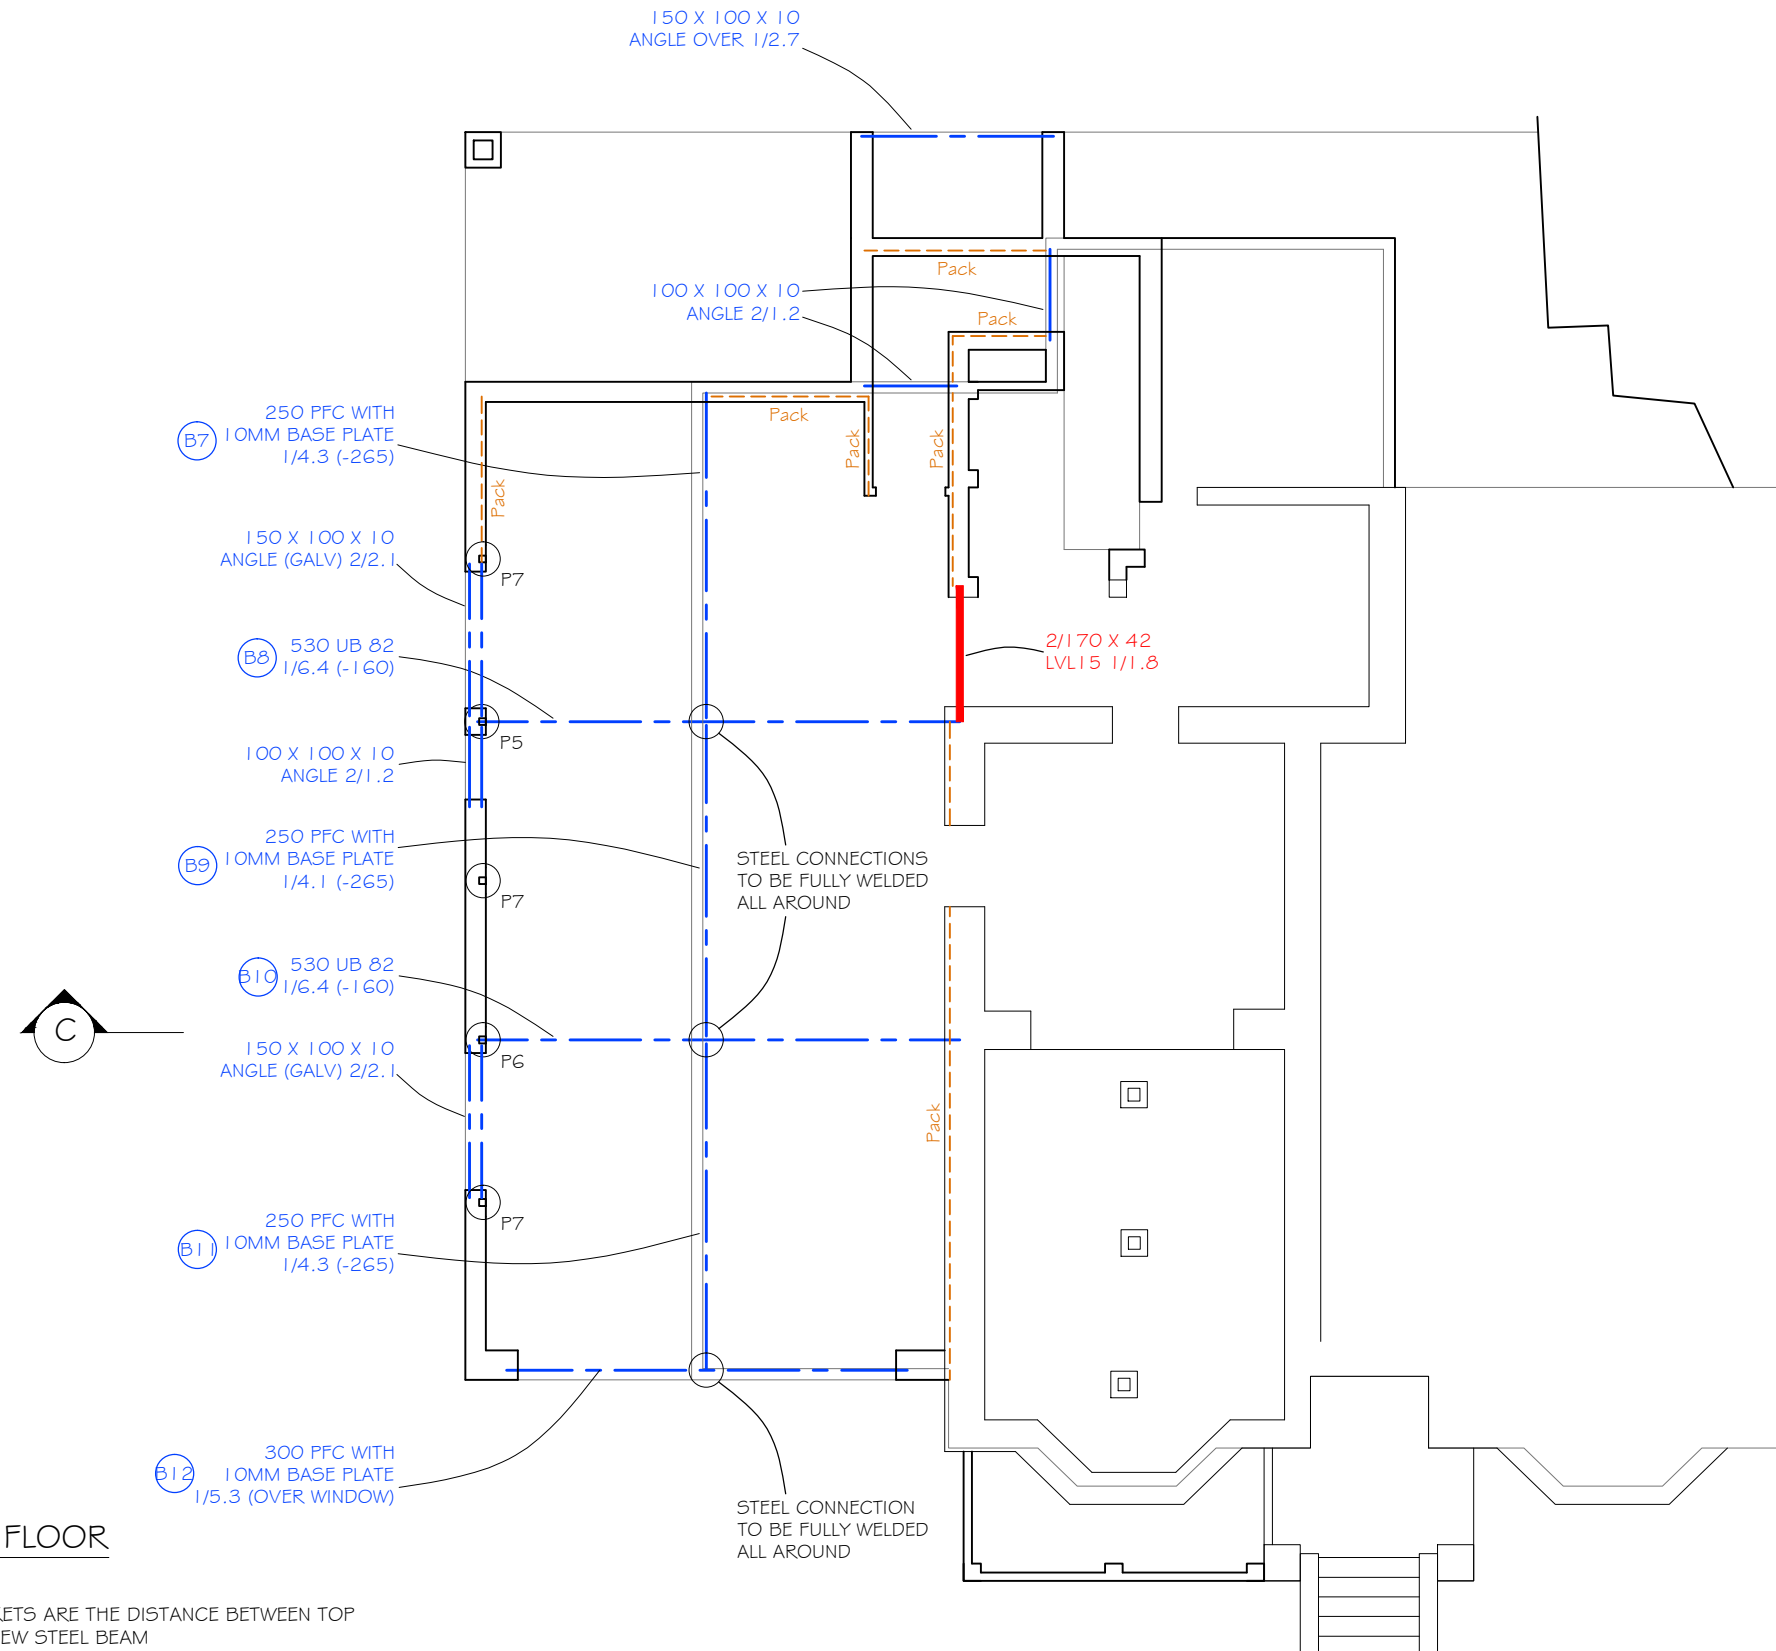 150 X 100 X 10
ANGLE OVER 1/2.7
Pack
100 X 100 X 10
ANGLE 2/1.2
Pack
Pack
Pack
Pack
Pack
B7
250 PFC WITH
10MM BASE PLATE
1/4.3 (-265)
150 X 100 X 10
ANGLE (GALV) 2/2.1
P7
B8
530 UB 82
1/6.4 (-160)
2/170 X 42
LVL15 1/1.8
P5
100 X 100 X 10
ANGLE 2/1.2
B9
250 PFC WITH
10MM BASE PLATE
1/4.1 (-265)
STEEL CONNECTIONS
TO BE FULLY WELDED
ALL AROUND
P7
B10
530 UB 82
1/6.4 (-160)
C
150 X 100 X 10
ANGLE (GALV) 2/2.1
P6
Pack
P7
B11
250 PFC WITH
10MM BASE PLATE
1/4.3 (-265)
B12
300 PFC WITH
10MM BASE PLATE
1/5.3 (OVER WINDOW)
STEEL CONNECTION
TO BE FULLY WELDED
ALL AROUND
FLOOR
ARE THE DISTANCE BETWEEN TOP
STEEL BEAM